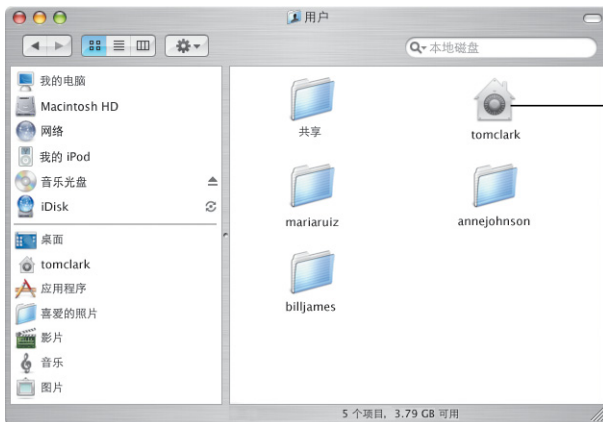 用户
本地磁盘
我的电脑
Macintosh HD
网络
我的 iPod
音乐光盘
iDisk
桌面
tomclark
应用程序
喜爱的照片
影片
音乐
图片
共享
tomclark
mariaruiz
annejohnson
billjames
5 个项目，3.79 GB 可用